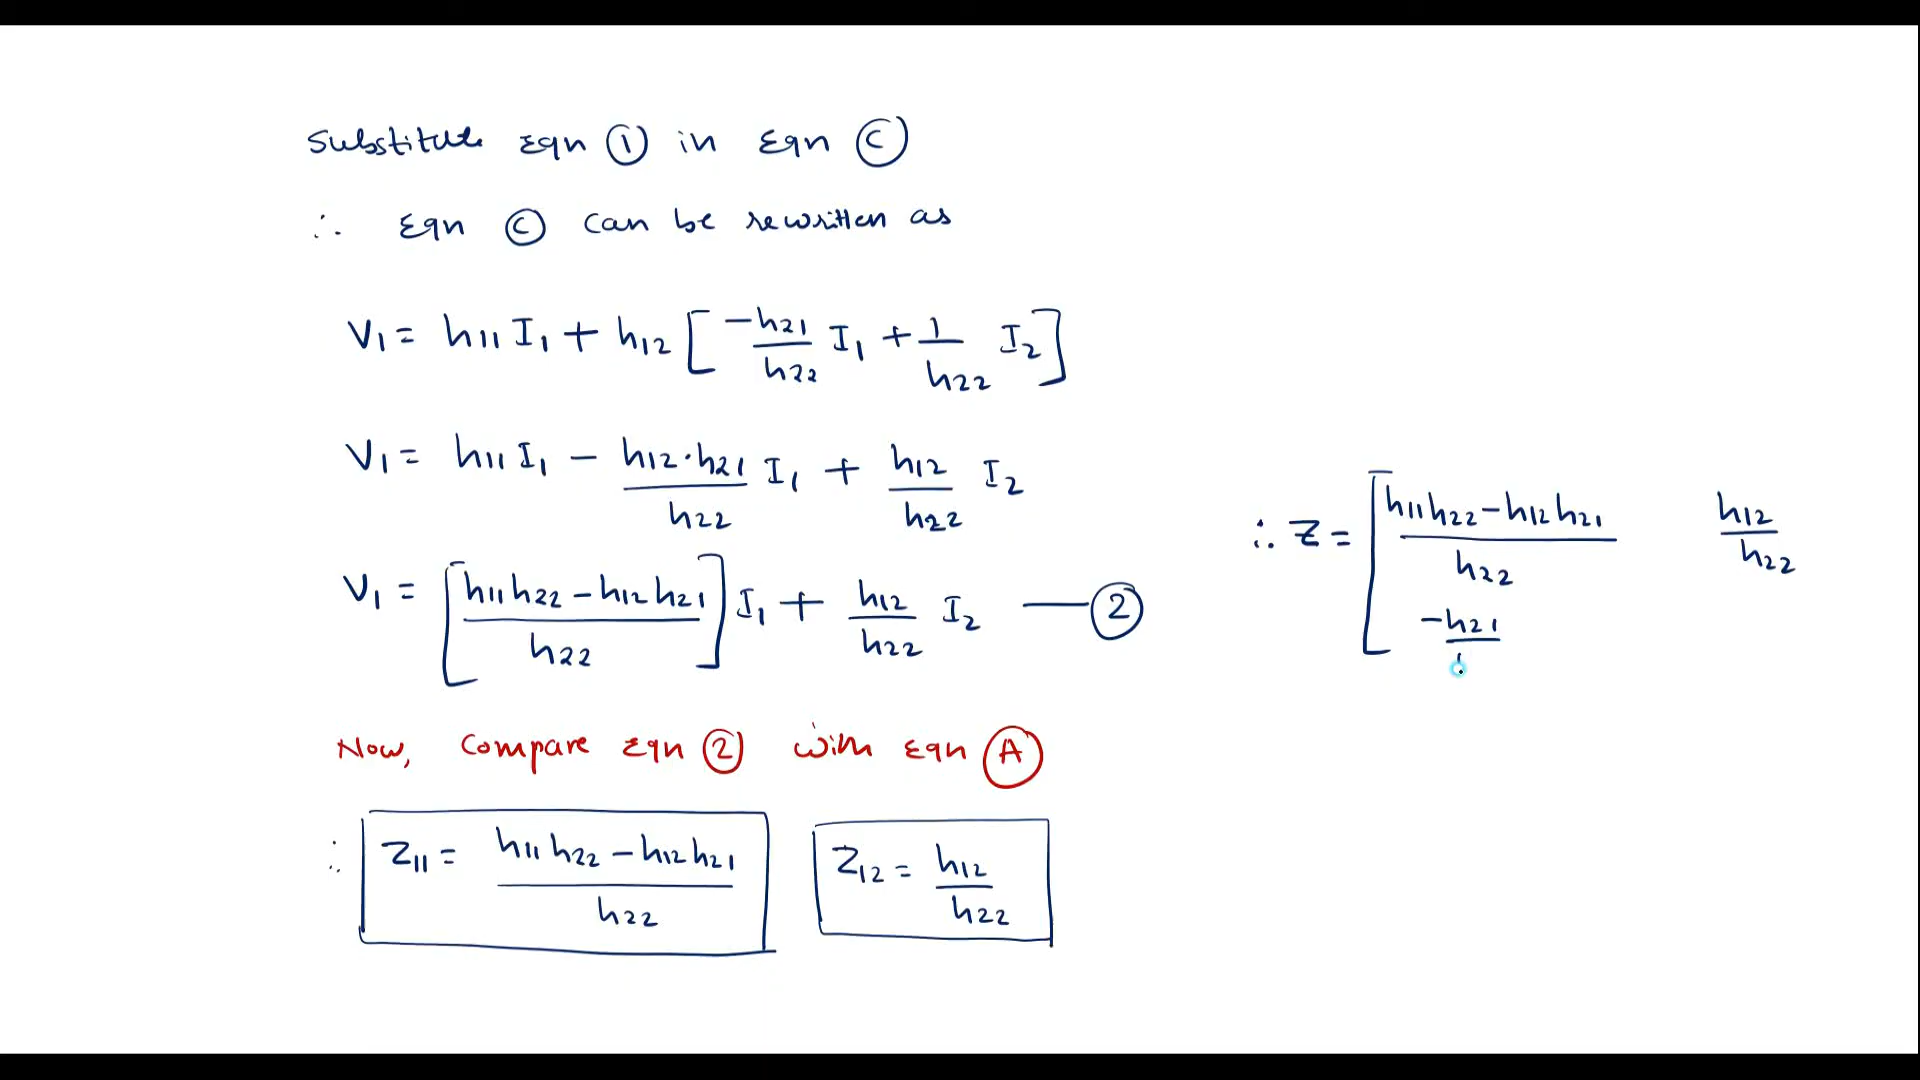 Substitute Eqn ① in Eqn Ⓒ
∴ Eqn Ⓒ can be rewritten as
V₁ = h₁₁ I₁ + h₁₂ [ -h₂₁/h₂₂ I₁ + 1/h₂₂ I₂ ]
V₁ = h₁₁ I₁ - h₁₂·h₂₁/h₂₂ I₁ + h₁₂/h₂₂ I₂
V₁ = [ h₁₁h₂₂ - h₁₂h₂₁ / h₂₂ ] I₁ + h₁₂/h₂₂ I₂ — ②
Now, Compare Eqn ② with Eqn Ⓐ
∴ Z₁₁ = h₁₁h₂₂ - h₁₂h₂₁ / h₂₂
Z₁₂ = h₁₂/h₂₂
∴ Z = [ h₁₁h₂₂ - h₁₂h₂₁ / h₂₂ h₁₂/h₂₂
-h₂₁/